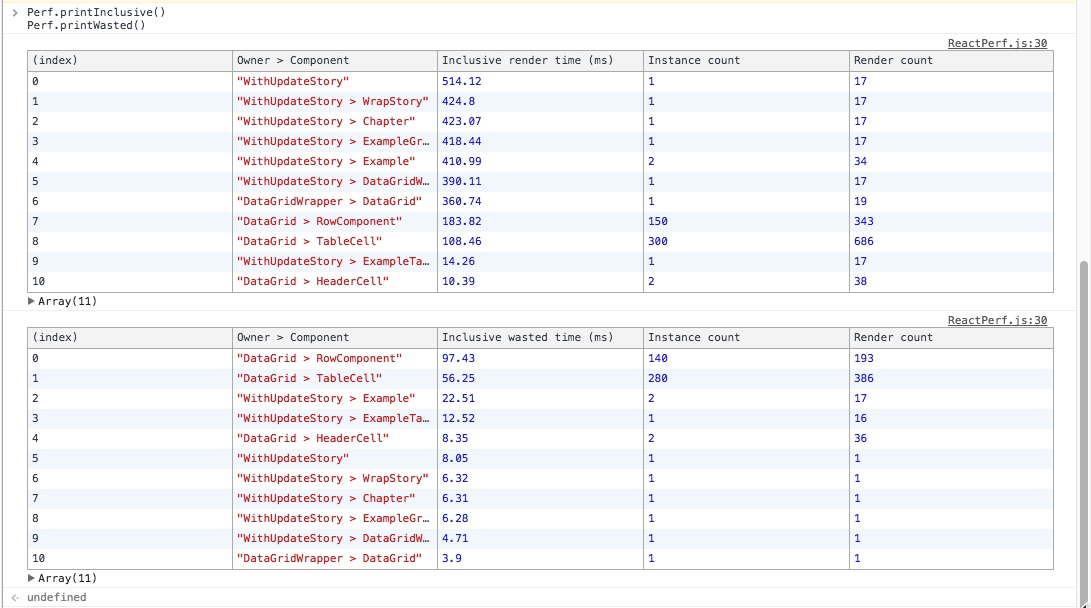 > Perf.printInclusive()
Perf.printWasted()
ReactPerf.js:30
(index) Owner > Component Inclusive render time (ms) Instance count Render count
0 "WithUpdateStory" 514.12 1 17
1 "WithUpdateStory > WrapStory" 424.8 1 17
2 "WithUpdateStory > Chapter" 423.07 1 17
3 "WithUpdateStory > ExampleGr… 418.44 1 17
4 "WithUpdateStory > Example" 410.99 2 34
5 "WithUpdateStory > DataGridW… 390.11 1 17
6 "DataGridWrapper > DataGrid" 360.74 1 19
7 "DataGrid > RowComponent" 183.82 150 343
8 "DataGrid > TableCell" 108.46 300 686
9 "WithUpdateStory > ExampleTa… 14.26 1 17
10 "DataGrid > HeaderCell" 10.39 2 38
▶ Array(11)
ReactPerf.js:30
(index) Owner > Component Inclusive wasted time (ms) Instance count Render count
0 "DataGrid > RowComponent" 97.43 140 193
1 "DataGrid > TableCell" 56.25 280 386
2 "WithUpdateStory > Example" 22.51 2 17
3 "WithUpdateStory > ExampleTa… 12.52 1 16
4 "DataGrid > HeaderCell" 8.35 2 36
5 "WithUpdateStory" 8.05 1 1
6 "WithUpdateStory > WrapStory" 6.32 1 1
7 "WithUpdateStory > Chapter" 6.31 1 1
8 "WithUpdateStory > ExampleGr… 6.28 1 1
9 "WithUpdateStory > DataGridW… 4.71 1 1
10 "DataGridWrapper > DataGrid" 3.9 1 1
▶ Array(11)
undefined